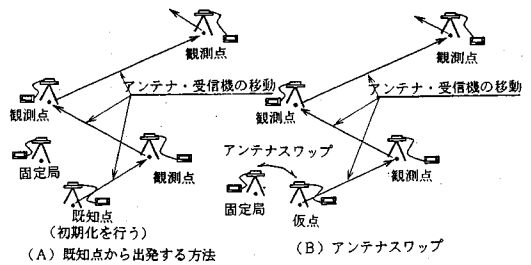 観測点
観測点
アンテナ・受信機の移動
観測点
観測点
アンテナ・受信機の移動
観測点
固定局
観測点
アンテナスワップ
観測点
既知点
(初期化を行う)
固定局
仮点
(A) 既知点から出発する方法
(B) アンテナスワップ